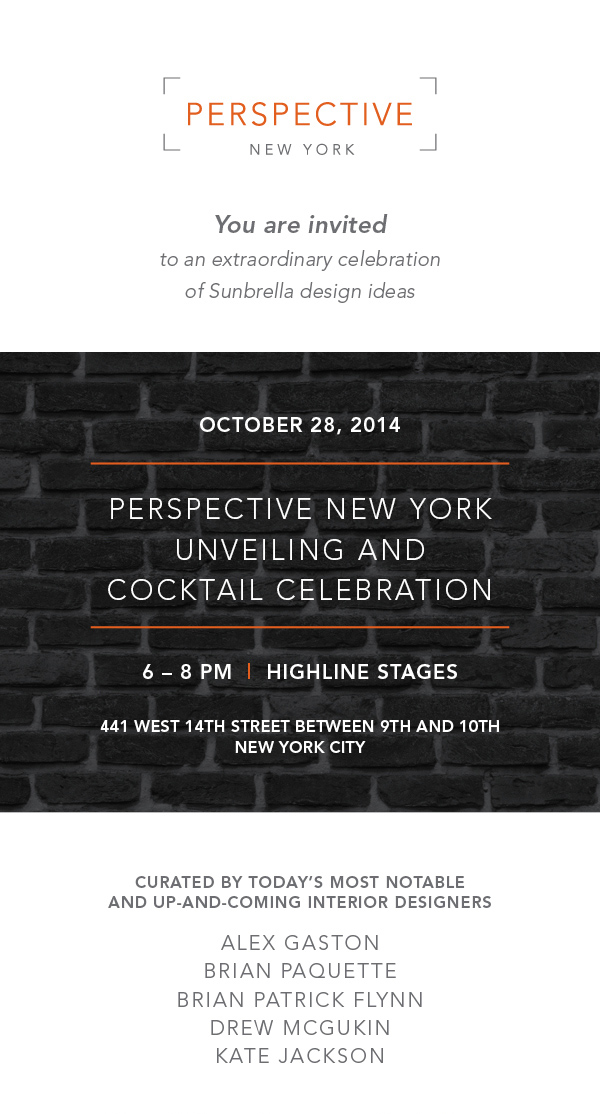 PERSPECTIVE
NEW YORK
You are invited
to an extraordinary celebration
of Sunbrella design ideas
OCTOBER 28, 2014
PERSPECTIVE NEW YORK
UNVEILING AND
COCKTAIL CELEBRATION
6 – 8 PM | HIGHLINE STAGES
441 WEST 14TH STREET BETWEEN 9TH AND 10TH
NEW YORK CITY
CURATED BY TODAY'S MOST NOTABLE
AND UP-AND-COMING INTERIOR DESIGNERS
ALEX GASTON
BRIAN PAQUETTE
BRIAN PATRICK FLYNN
DREW MCGUKIN
KATE JACKSON